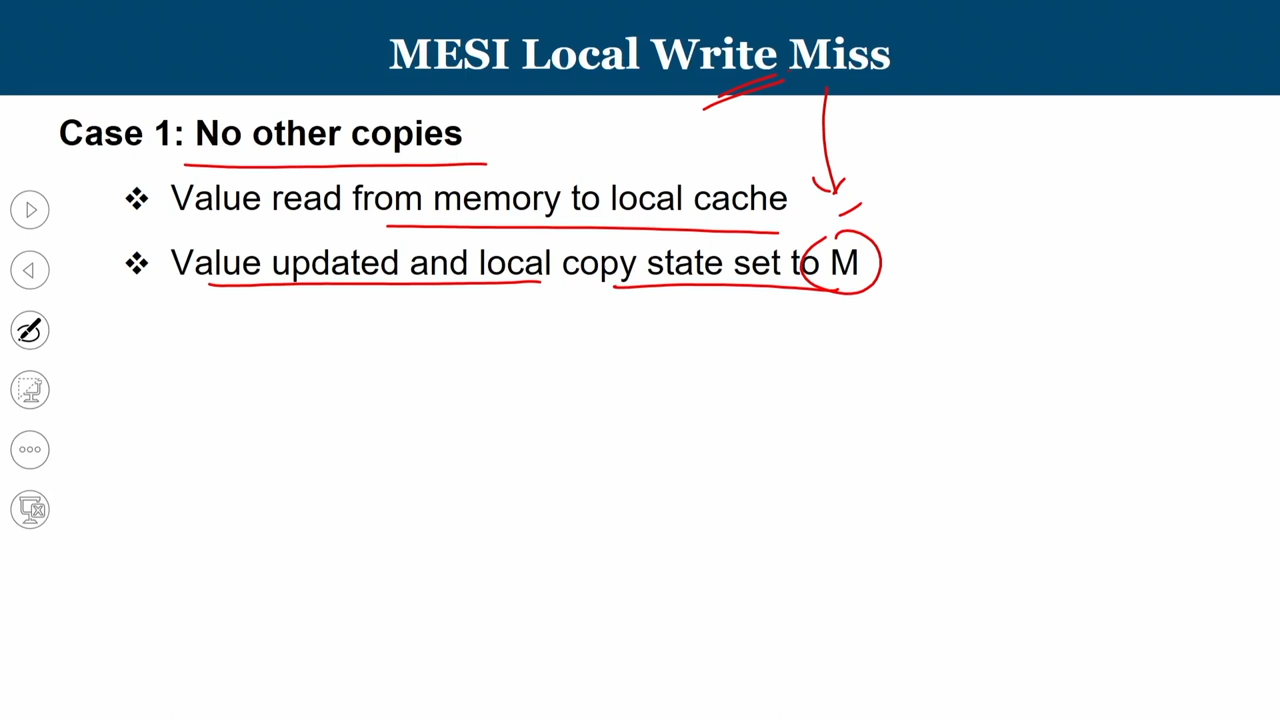 MESI Local Write Miss
Case 1: No other copies
❖ Value read from memory to local cache
❖ Value updated and local copy state set to M